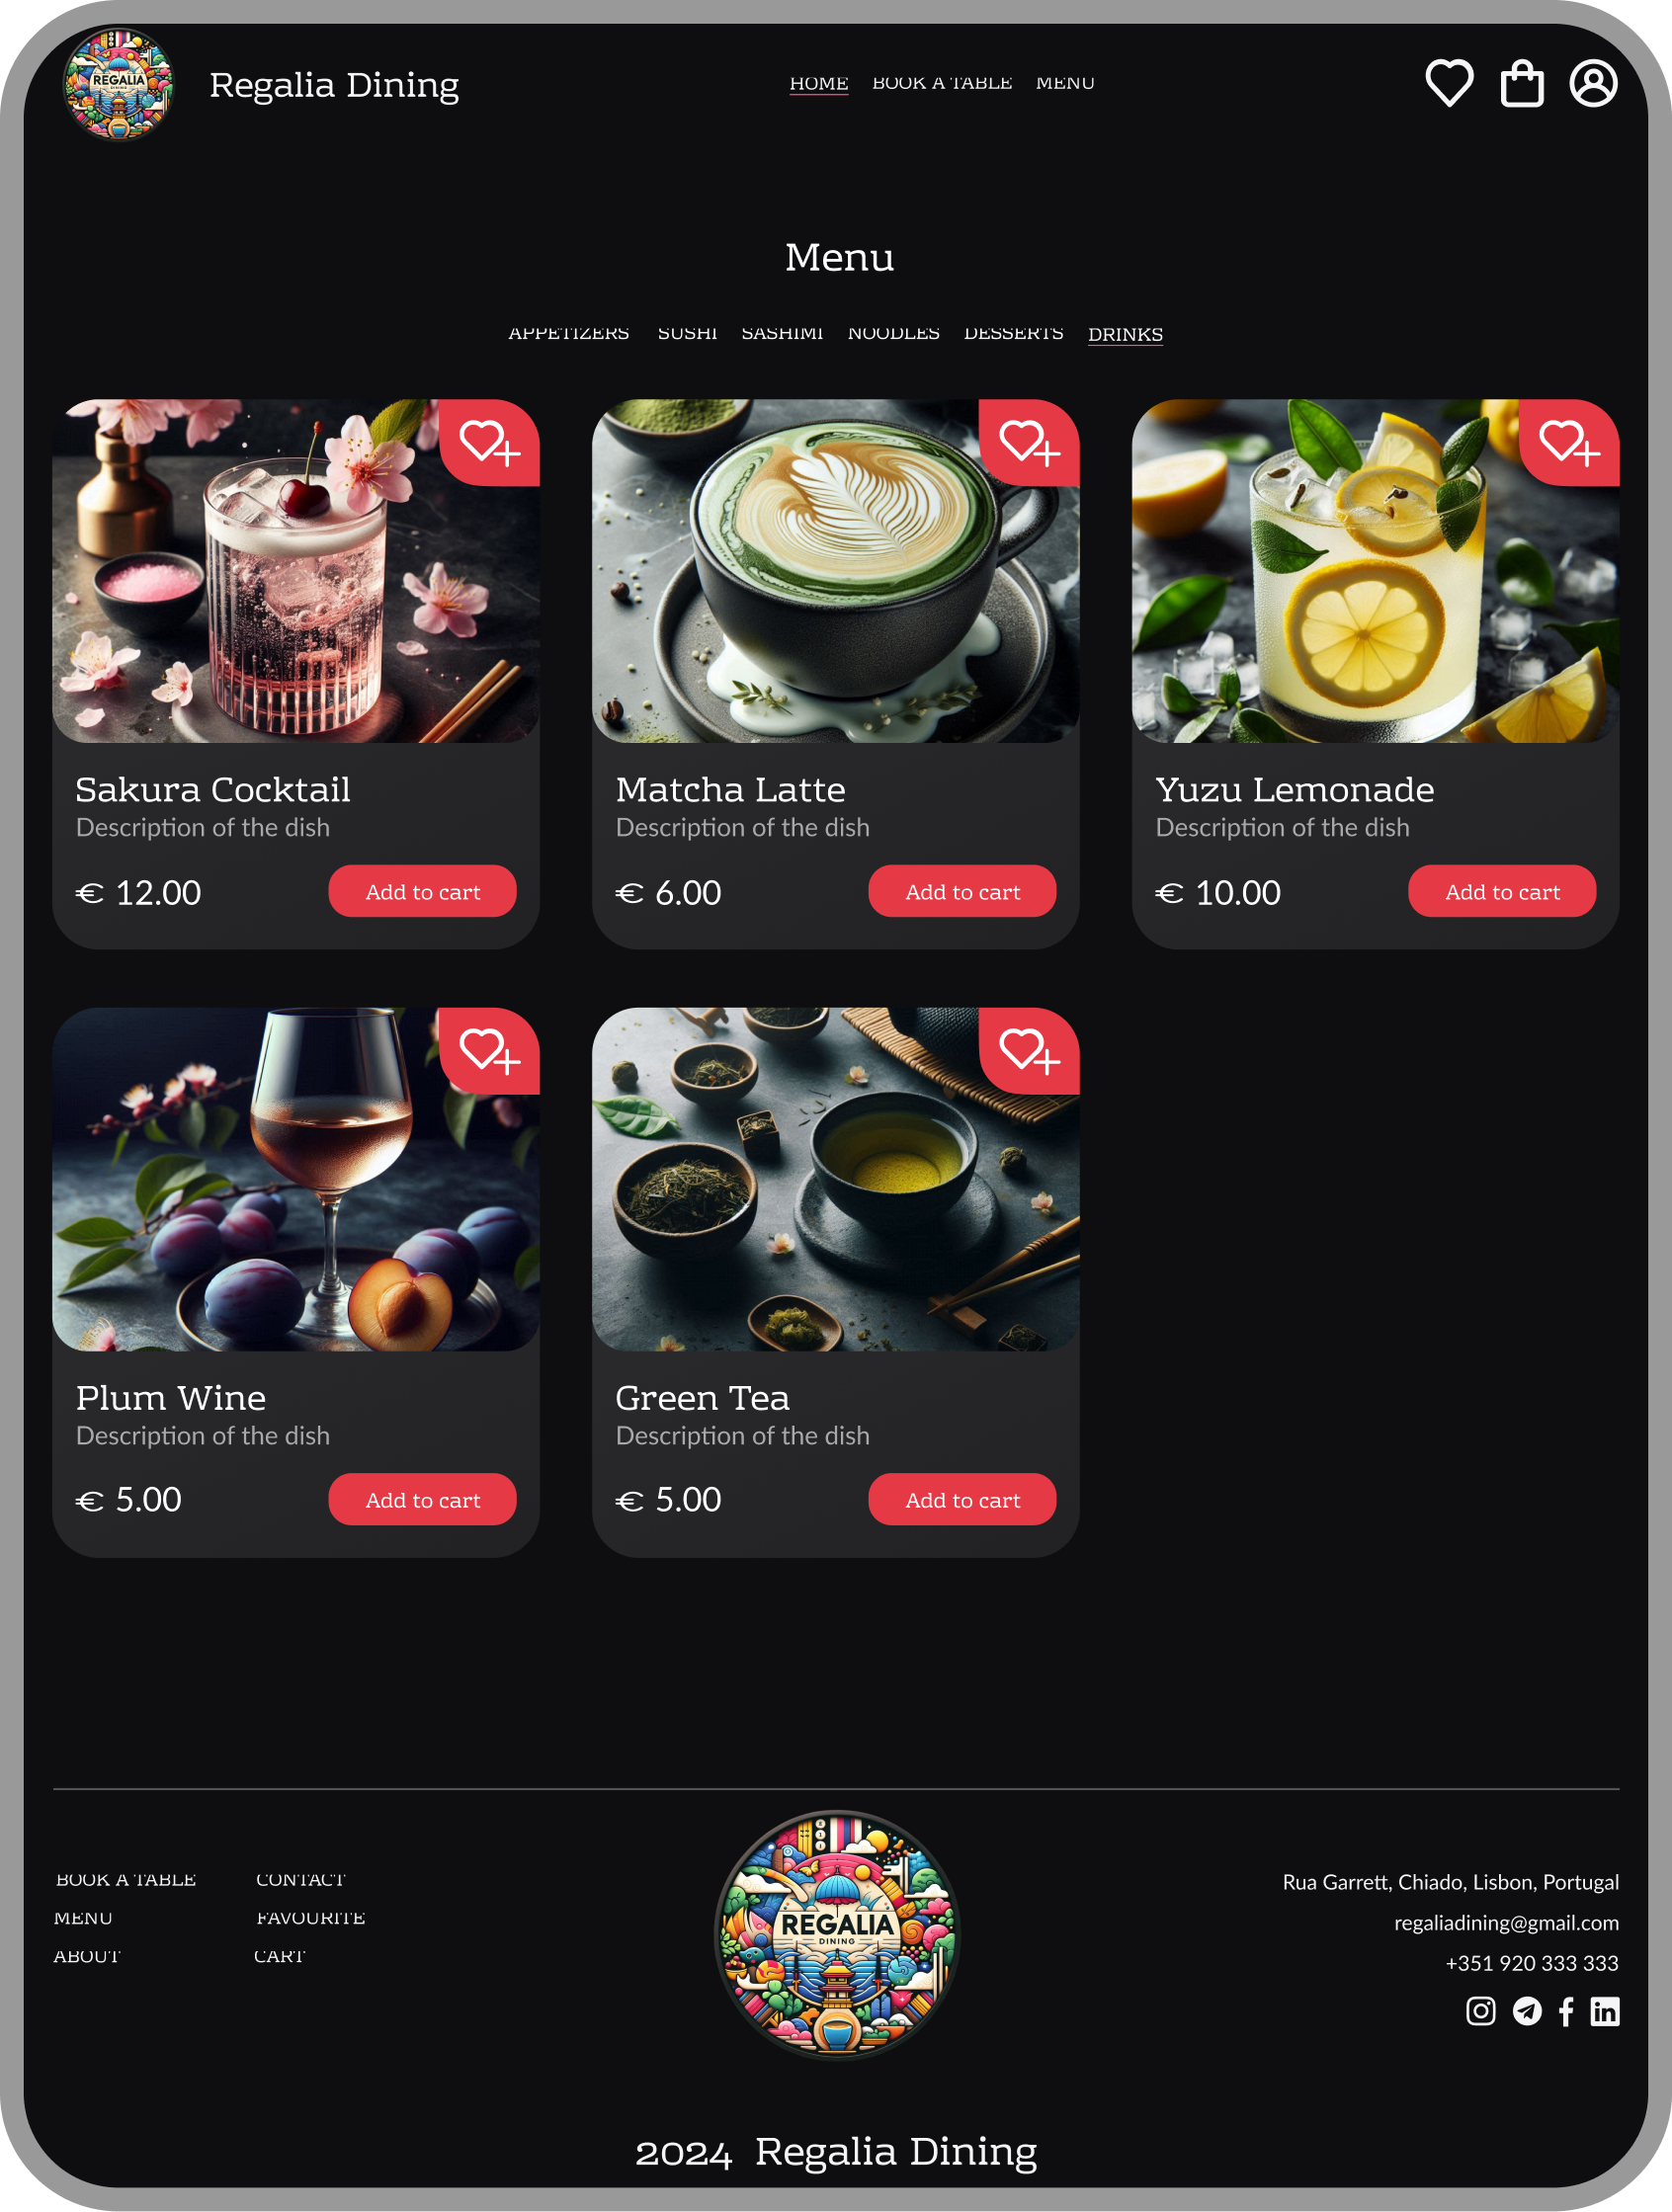 REGALIA
DINING
Regalia Dining
HOME BOOK A TABLE MENU
Menu
APPETIZERS SUSHI SASHIMI NOODLES DESSERTS DRINKS
Sakura Cocktail
Description of the dish
€ 12.00 Add to cart
Matcha Latte
Description of the dish
€ 6.00 Add to cart
Yuzu Lemonade
Description of the dish
€ 10.00 Add to cart
Plum Wine
Description of the dish
€ 5.00 Add to cart
Green Tea
Description of the dish
€ 5.00 Add to cart
BOOK A TABLE
MENU
ABOUT
CONTACT
FAVOURITE
CART
REGALIA
DINING
Rua Garrett, Chiado, Lisbon, Portugal
regaliadining@gmail.com
+351 920 333 333
2024 Regalia Dining